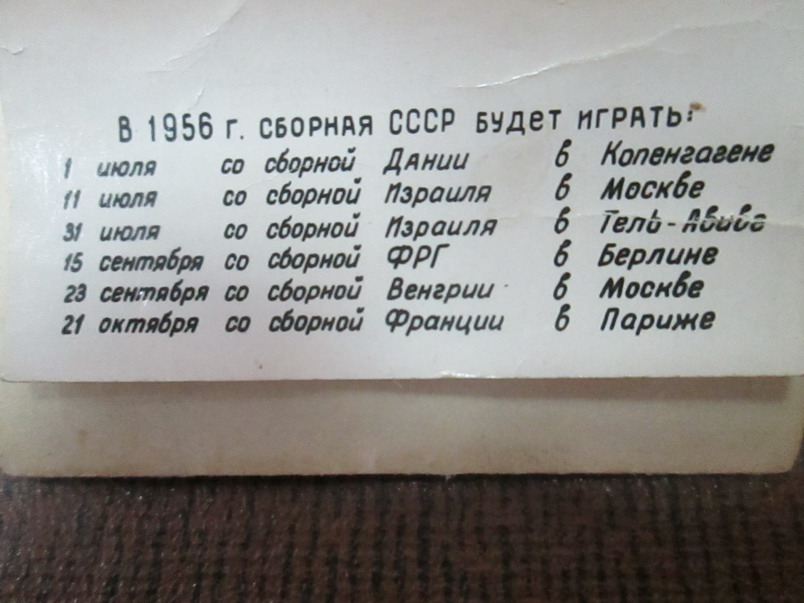 В 1956 г. СБОРНАЯ СССР БУДЕТ ИГРАТЬ:
1 июля со сборной Дании в Копенгагене
11 июля со сборной Израиля в Москве
31 июля со сборной Израиля в Тель-Авиве
15 сентября со сборной ФРГ в Берлине
23 сентября со сборной Венгрии в Москве
21 октября со сборной Франции в Париже